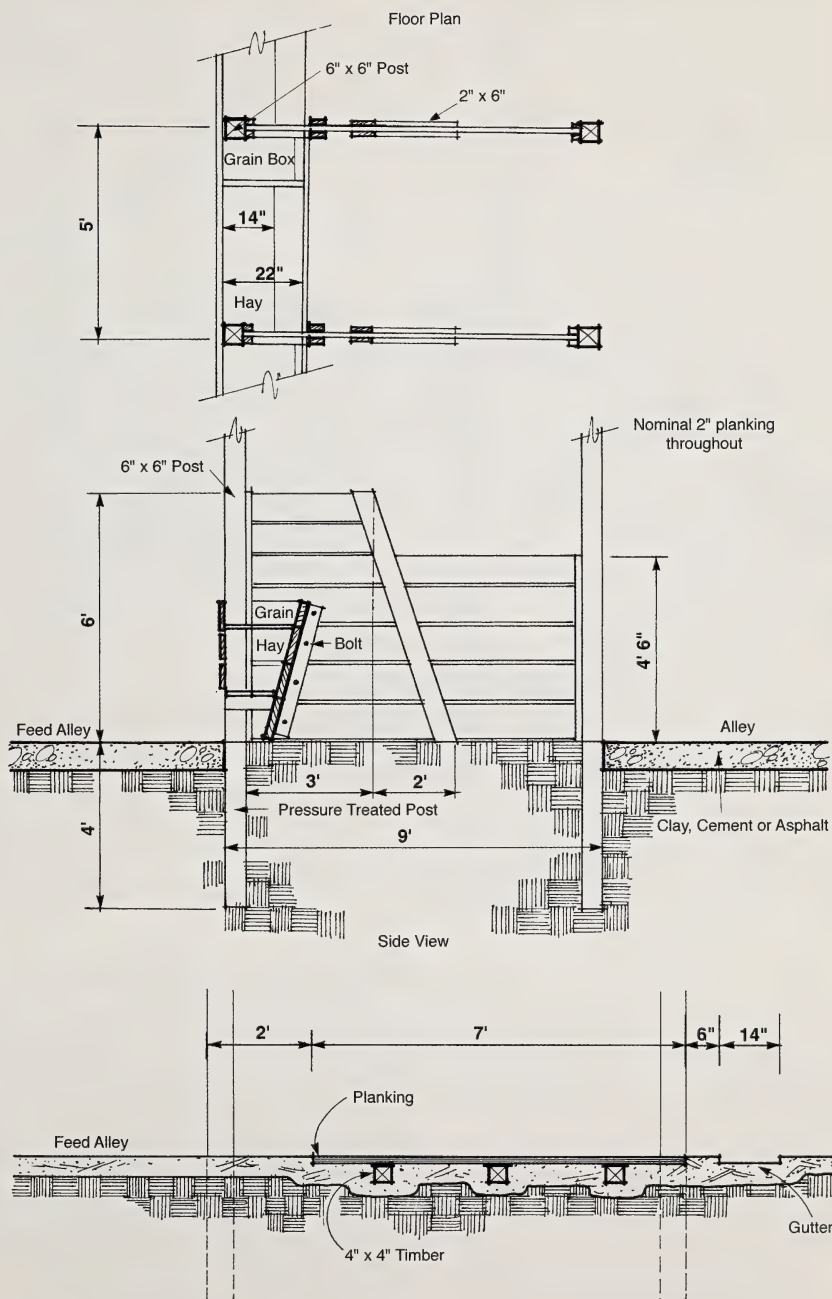 Floor Plan
6" x 6" Post
2" x 6"
Grain Box
5'
14"
22"
Hay
Nominal 2" planking
throughout
6" x 6" Post
6'
Grain
Hay
Bolt
4' 6"
Feed Alley
Alley
3'
2'
Pressure Treated Post
4'
Clay, Cement or Asphalt
9'
Side View
2'
7'
6"
14"
Planking
Feed Alley
Gutter
4" x 4" Timber